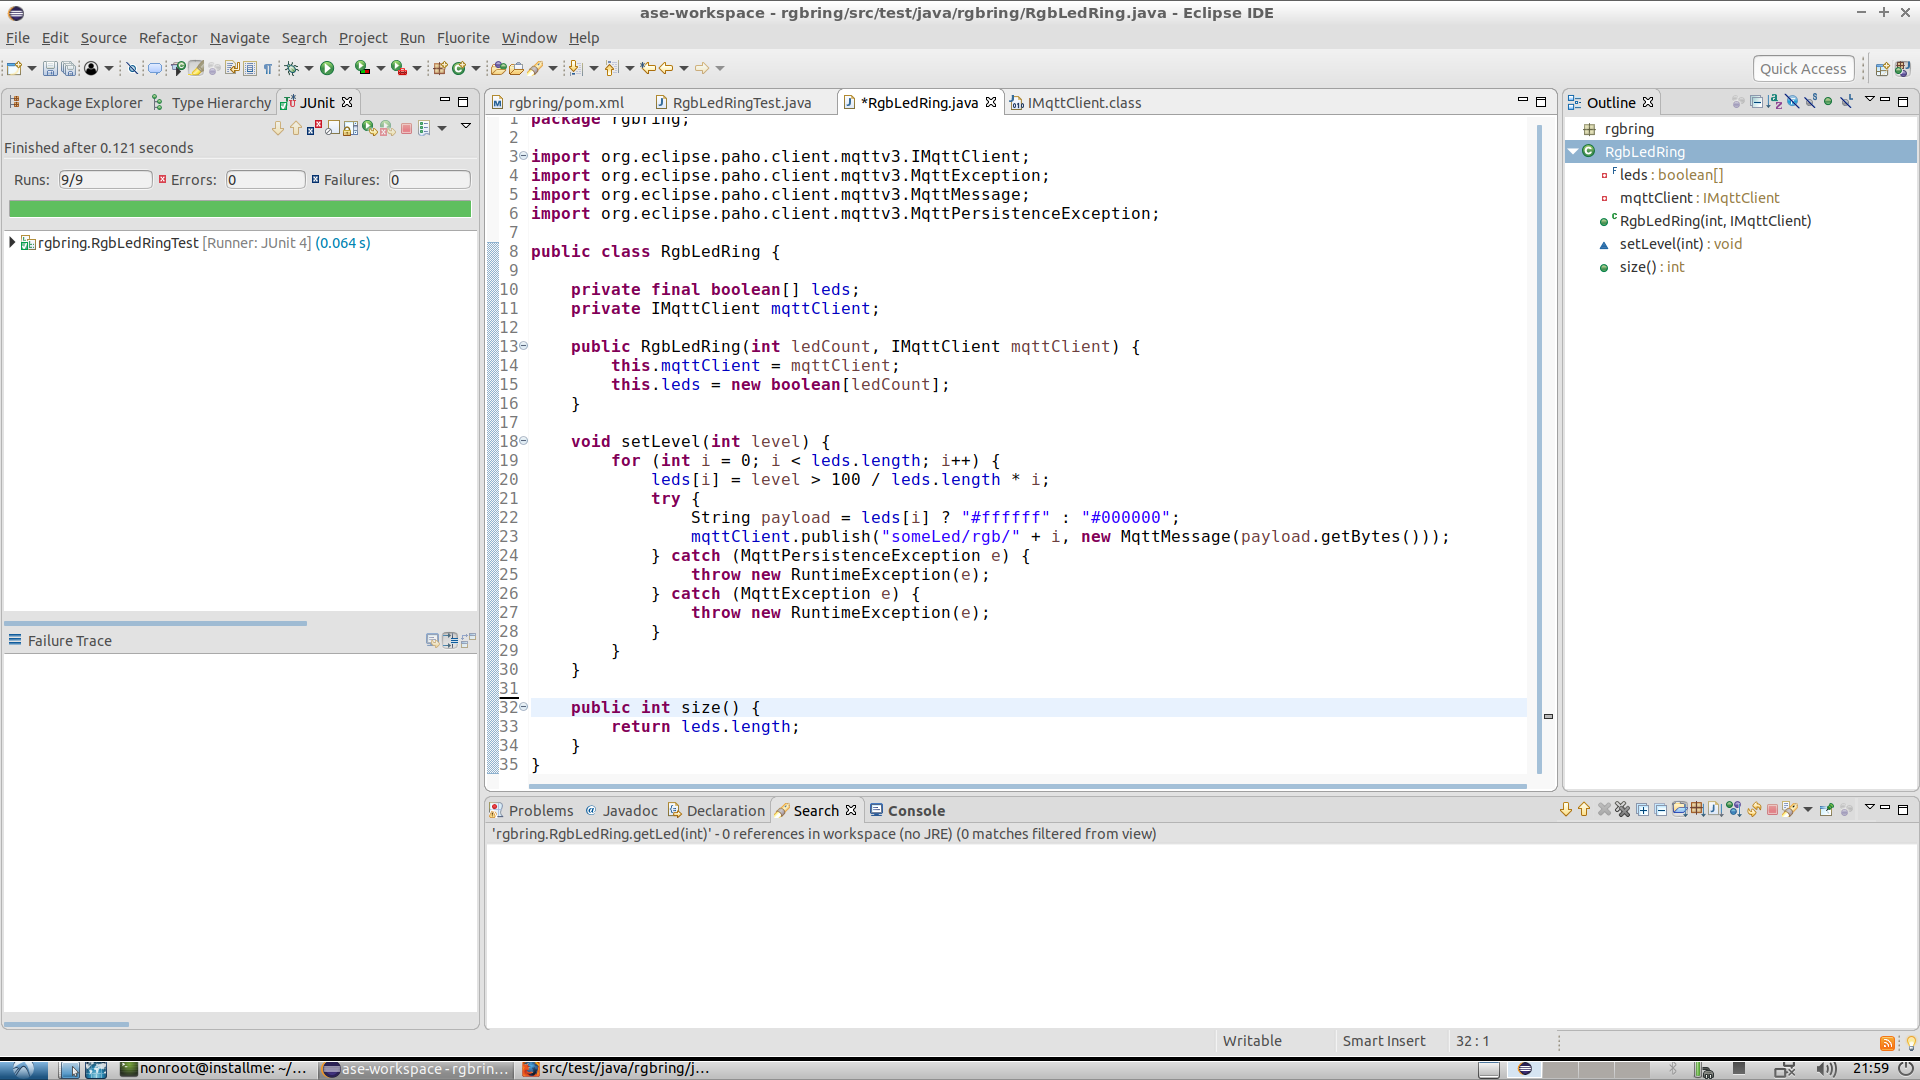 ase-workspace - rgbring/src/test/java/rgbring/RgbLedRing.java - Eclipse IDE
File Edit Source Refactor Navigate Search Project Run Fluorite Window Help
Quick Access
Package Explorer Type Hierarchy JUnit
Finished after 0.121 seconds
Runs: 9/9 Errors: 0 Failures: 0
rgbring.RgbLedRingTest [Runner: JUnit 4] (0.064 s)
Failure Trace
rgbring/pom.xml RgbLedRingTest.java *RgbLedRing.java IMqttClient.class
1 package rgbring;
2
3 import org.eclipse.paho.client.mqttv3.IMqttClient;
4 import org.eclipse.paho.client.mqttv3.MqttException;
5 import org.eclipse.paho.client.mqttv3.MqttMessage;
6 import org.eclipse.paho.client.mqttv3.MqttPersistenceException;
7
8 public class RgbLedRing {
9
10     private final boolean[] leds;
11     private IMqttClient mqttClient;
12
13     public RgbLedRing(int ledCount, IMqttClient mqttClient) {
14         this.mqttClient = mqttClient;
15         this.leds = new boolean[ledCount];
16     }
17
18     void setLevel(int level) {
19         for (int i = 0; i < leds.length; i++) {
20             leds[i] = level > 100 / leds.length * i;
21             try {
22                 String payload = leds[i] ? "#ffffff" : "#000000";
23                 mqttClient.publish("someLed/rgb/" + i, new MqttMessage(payload.getBytes()));
24             } catch (MqttPersistenceException e) {
25                 throw new RuntimeException(e);
26             } catch (MqttException e) {
27                 throw new RuntimeException(e);
28             }
29         }
30     }
31
32     public int size() {
33         return leds.length;
34     }
35 }
Outline
rgbring
RgbLedRing
leds : boolean[]
mqttClient : IMqttClient
RgbLedRing(int, IMqttClient)
setLevel(int) : void
size() : int
Problems Javadoc Declaration Search Console
'rgbring.RgbLedRing.getLed(int)' - 0 references in workspace (no JRE) (0 matches filtered from view)
Writable Smart Insert 32 : 1
nonroot@installme: ~/... ase-workspace - rgbrin... src/test/java/rgbring/j... 21:59